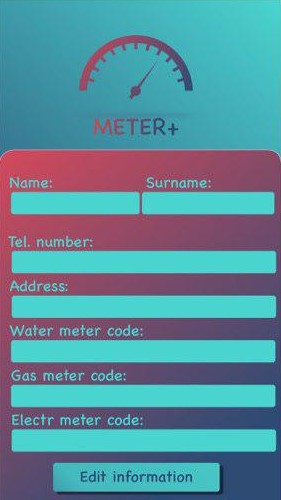 METER+
Name: Surname:
Tel. number:
Address:
Water meter code:
Gas meter code:
Electr meter code:
Edit information